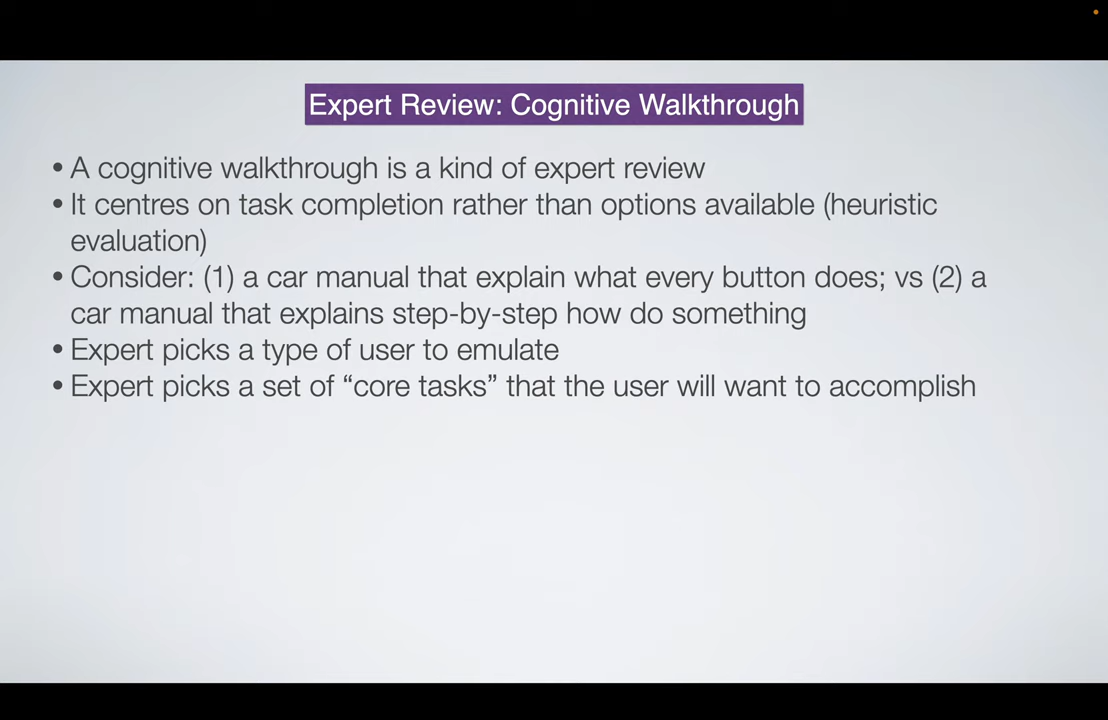 Expert Review: Cognitive Walkthrough
• A cognitive walkthrough is a kind of expert review
• It centres on task completion rather than options available (heuristic
evaluation)
• Consider: (1) a car manual that explain what every button does; vs (2) a
car manual that explains step-by-step how do something
• Expert picks a type of user to emulate
• Expert picks a set of “core tasks” that the user will want to accomplish